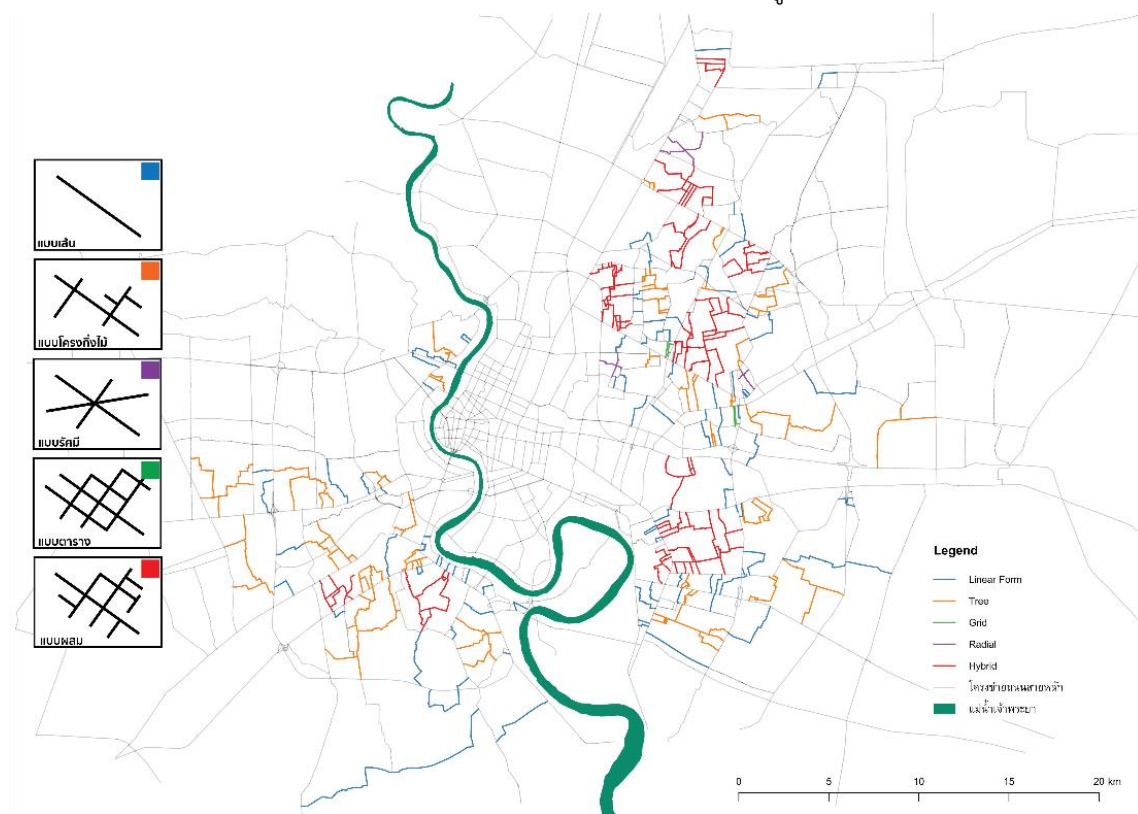 แบบเส้น
แบบโครงกิ่งไม้
แบบรัศมี
แบบตาราง
แบบผสม
Legend
Linear Form
Tree
Grid
Radial
Hybrid
โครงข่ายถนนสายหลัก
แม่น้ำเจ้าพระยา
0 5 10 15 20 km